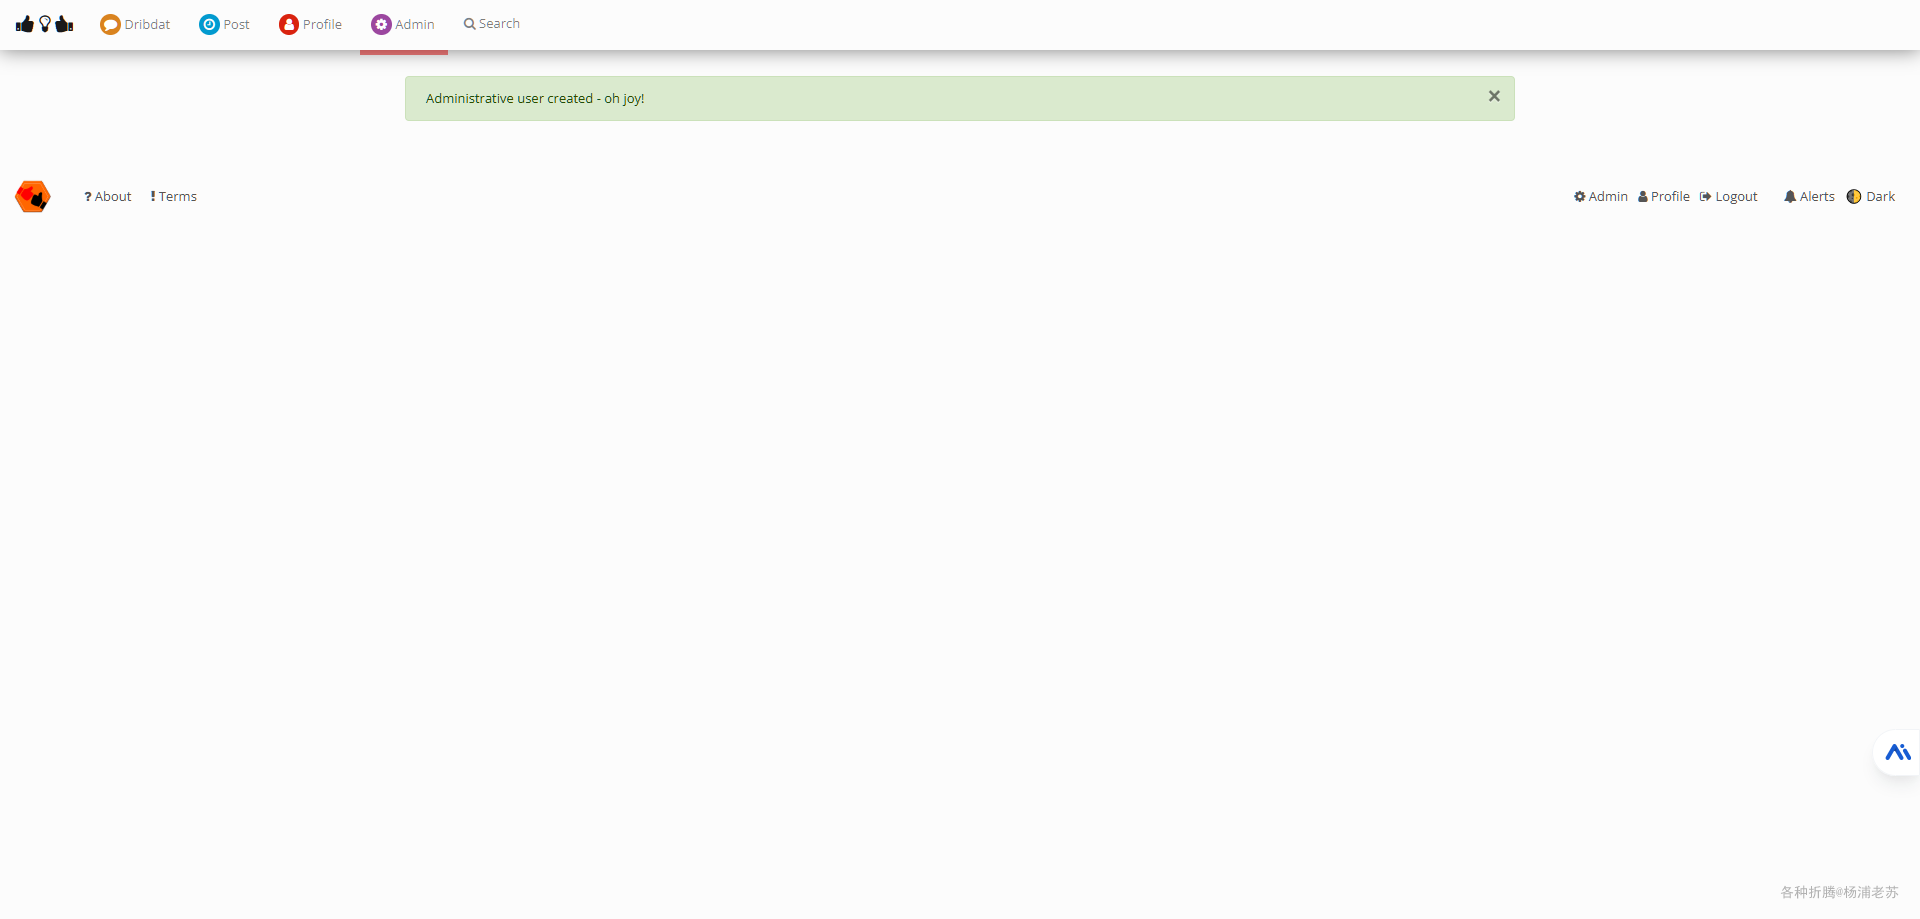 Dribdat Post Profile Admin Search
Administrative user created - oh joy! ×
? About ! Terms Admin Profile Logout Alerts Dark
各种折腾@杨浦老苏